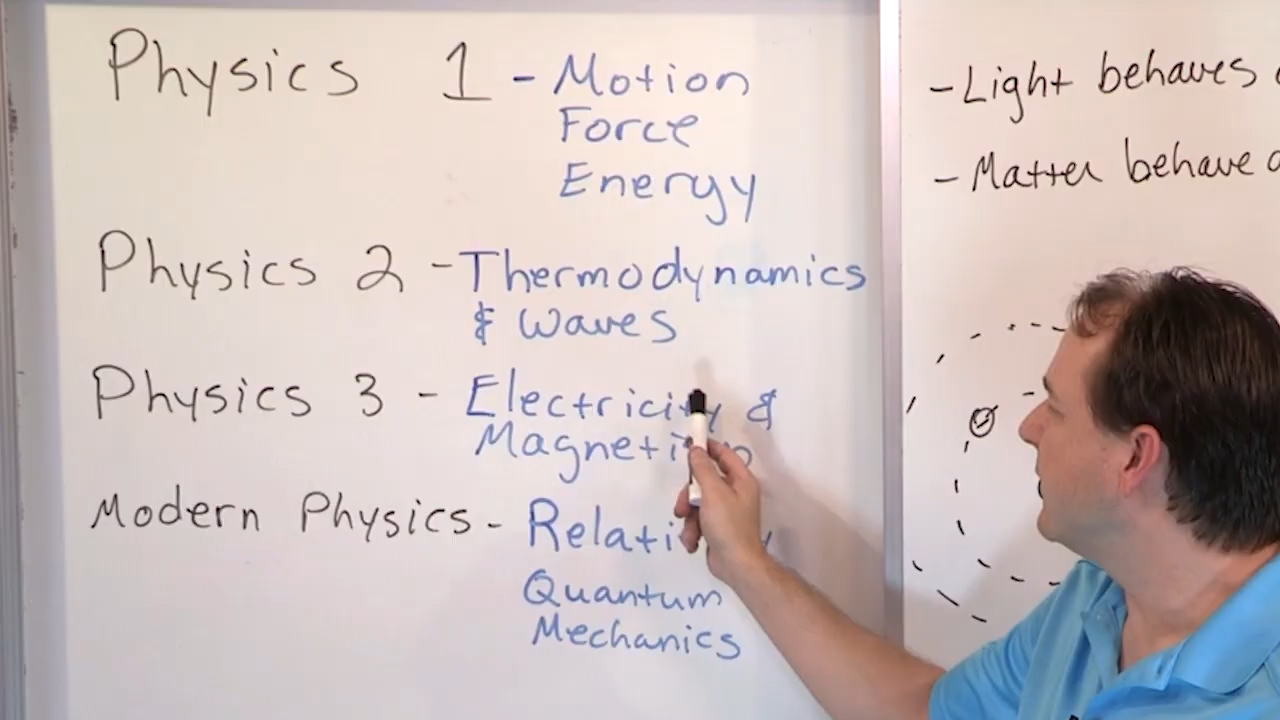 Physics 1 - Motion
Force
Energy
Physics 2 - Thermodynamics
& Waves
Physics 3 - Electricity &
Modern Physics -
Quantum
Mechanics
- Light behaves
- Matter behave